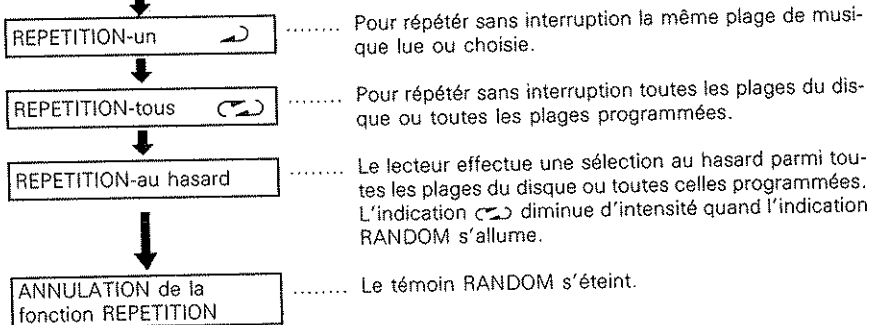 REPETITION-un ........ Pour répétér sans interruption la même plage de musi-
que lue ou choisie.
REPETITION-tous ........ Pour répétér sans interruption toutes les plages du dis-
que ou toutes les plages programmées.
REPETITION-au hasard ........ Le lecteur effectue une sélection au hasard parmi tou-
tes les plages du disque ou toutes celles programmées.
L'indication diminue d'intensité quand l'indication
RANDOM s'allume.
ANNULATION de la ........ Le témoin RANDOM s'éteint.
fonction REPETITION